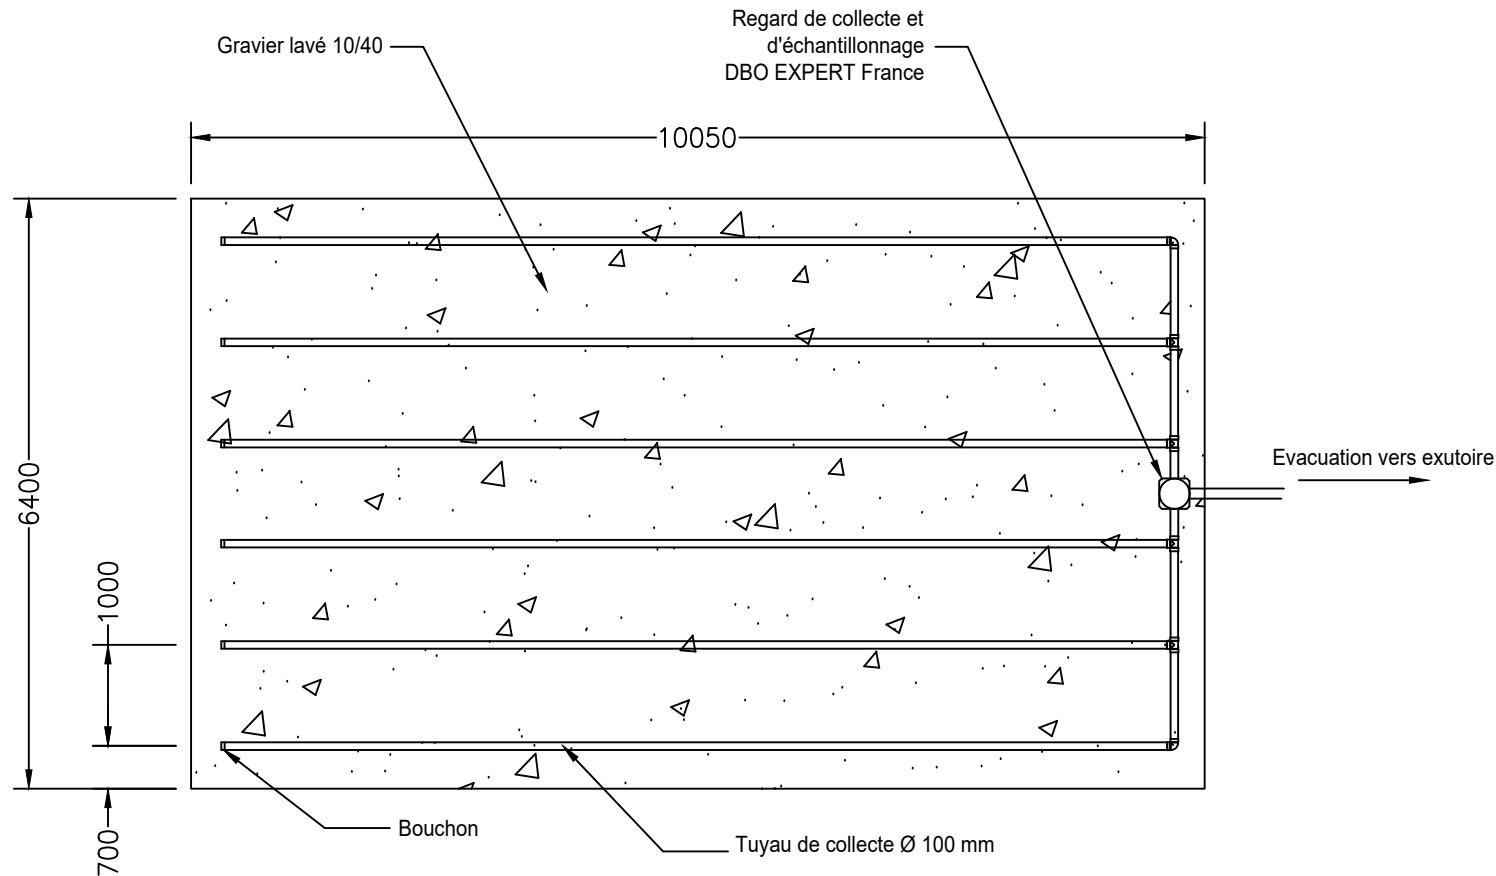 Regard de collecte et
d'échantillonnage
DBO EXPERT France
Gravier lavé 10/40
10050
6400
1000
700
Evacuation vers exutoire
Bouchon
Tuyau de collecte Ø 100 mm